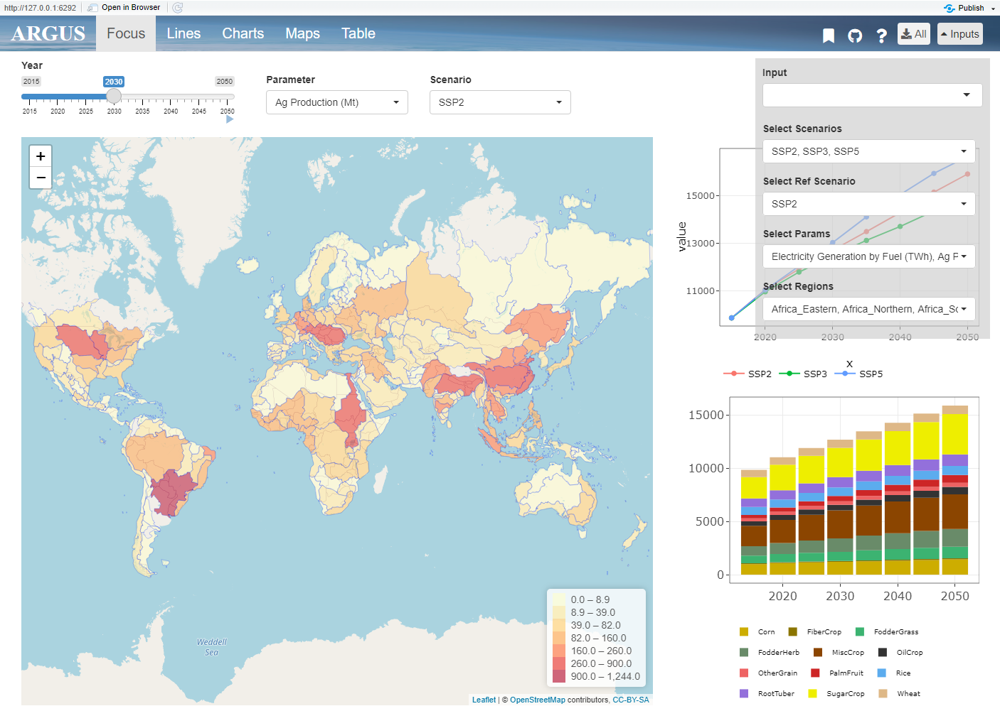 http://127.0.0.1:6292 Open in Browser Publish
ARGUS Focus Lines Charts Maps Table ? All Inputs
Year
2015 2030 2050
2015 2020 2025 2030 2035 2040 2045 2050
Parameter
Ag Production (Mt)
Scenario
SSP2
Input
Select Scenarios
SSP2, SSP3, SSP5
Select Ref Scenario
SSP2
Select Params
Electricity Generation by Fuel (TWh), Ag P
Select Regions
Africa_Eastern, Africa_Northern, Africa_Sc
+
−
Weddell
Sea
0.0 – 8.9
8.9 – 39.0
39.0 – 82.0
82.0 – 160.0
160.0 – 260.0
260.0 – 900.0
900.0 – 1,244.0
Leaflet | © OpenStreetMap contributors, CC-BY-SA
value
15000
13000
11000
2020 2030 2040 2050
x
SSP2 SSP3 SSP5
15000
10000
5000
0
2020 2030 2040 2050
Corn FiberCrop FodderGrass
FodderHerb MiscCrop OilCrop
OtherGrain PalmFruit Rice
RootTuber SugarCrop Wheat